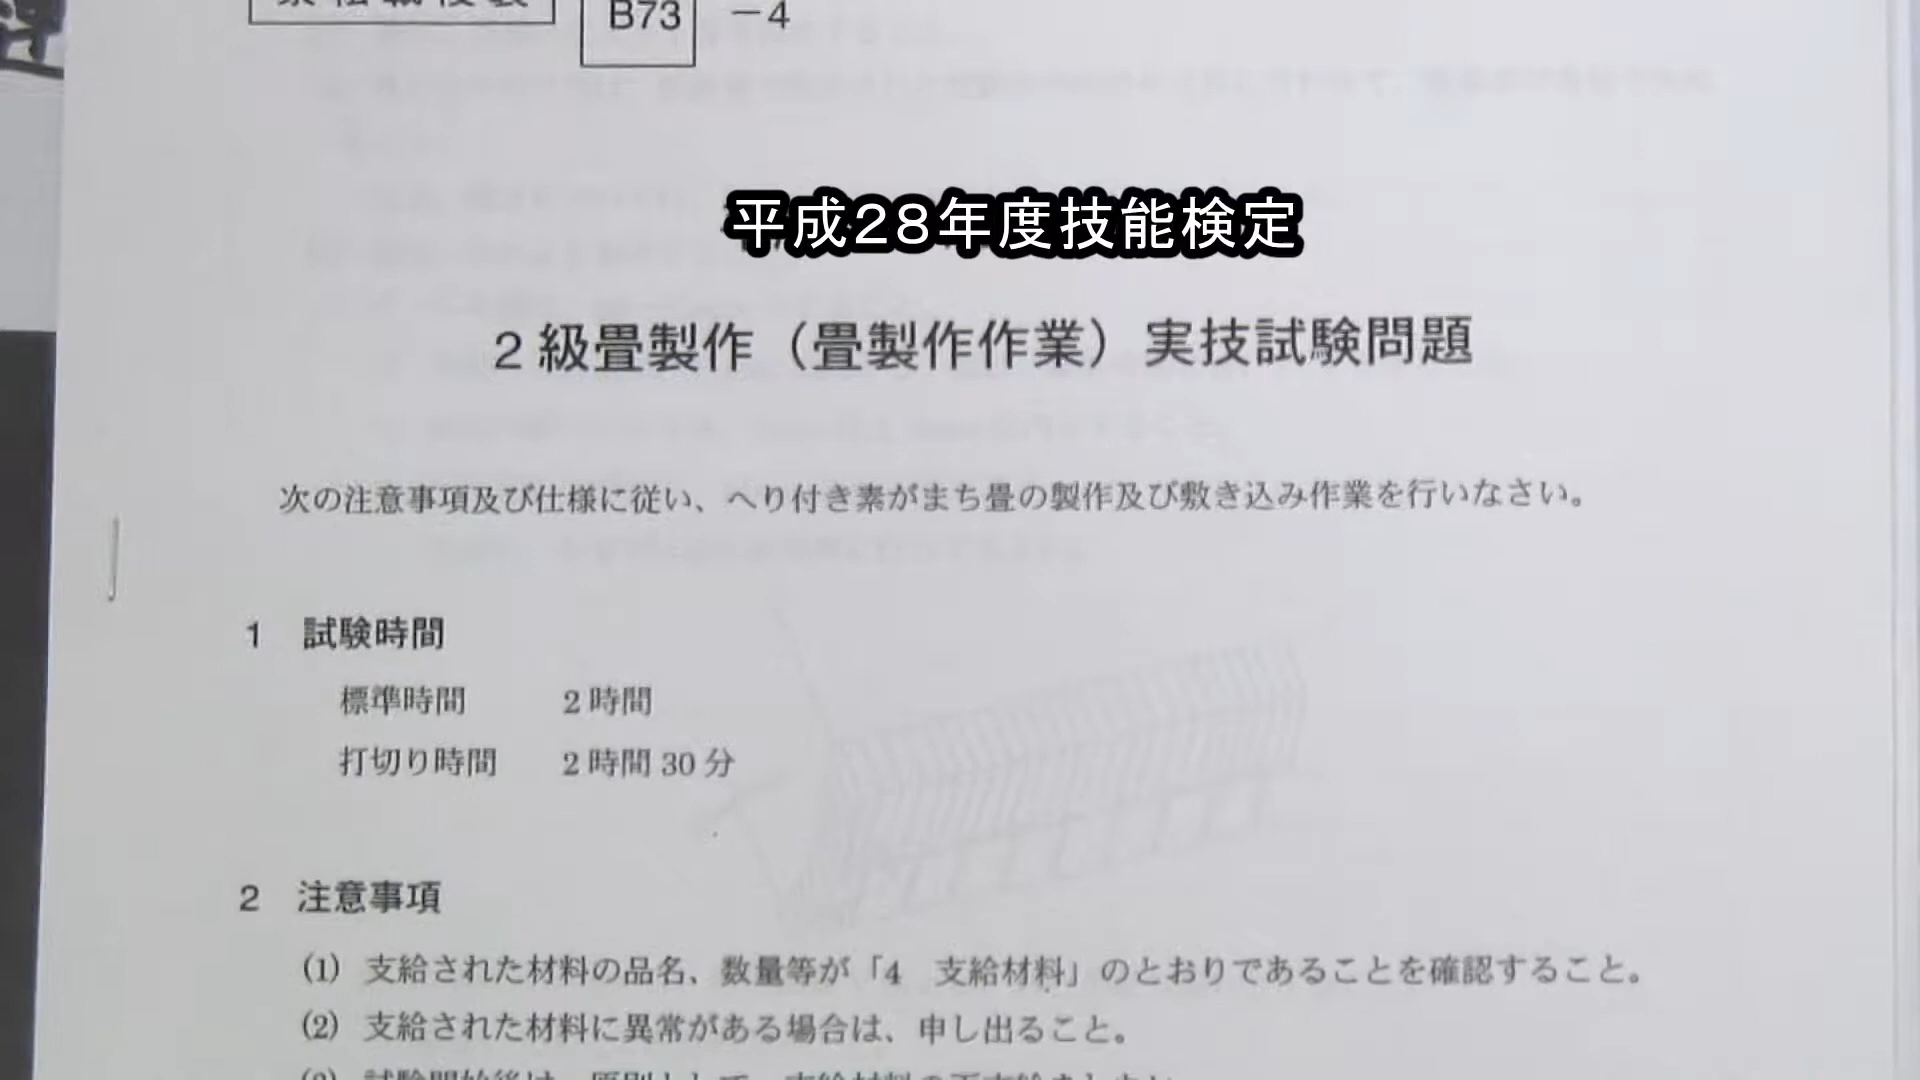 B73 －4
平成28年度技能検定
2級畳製作（畳製作作業）実技試験問題
次の注意事項及び仕様に従い、へり付き素がまち畳の製作及び敷き込み作業を行いなさい。
1 試験時間
標準時間 2時間
打切り時間 2時間30分
2 注意事項
(1) 支給された材料の品名、数量等が「4 支給材料」のとおりであることを確認すること。
(2) 支給された材料に異常がある場合は、申し出ること。